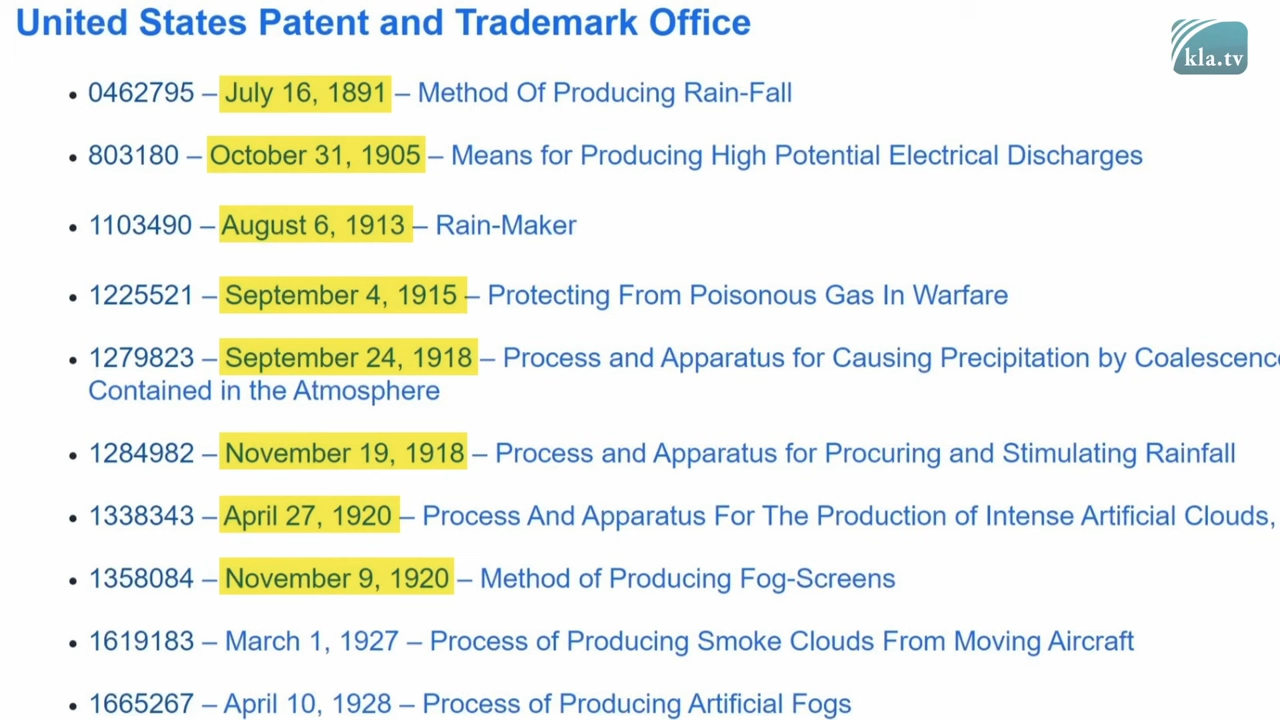 United States Patent and Trademark Office
kla.tv
• 0462795 – July 16, 1891 – Method Of Producing Rain-Fall
• 803180 – October 31, 1905 – Means for Producing High Potential Electrical Discharges
• 1103490 – August 6, 1913 – Rain-Maker
• 1225521 – September 4, 1915 – Protecting From Poisonous Gas In Warfare
• 1279823 – September 24, 1918 – Process and Apparatus for Causing Precipitation by Coalescence
Contained in the Atmosphere
• 1284982 – November 19, 1918 – Process and Apparatus for Procuring and Stimulating Rainfall
• 1338343 – April 27, 1920 – Process And Apparatus For The Production of Intense Artificial Clouds,
• 1358084 – November 9, 1920 – Method of Producing Fog-Screens
• 1619183 – March 1, 1927 – Process of Producing Smoke Clouds From Moving Aircraft
• 1665267 – April 10, 1928 – Process of Producing Artificial Fogs